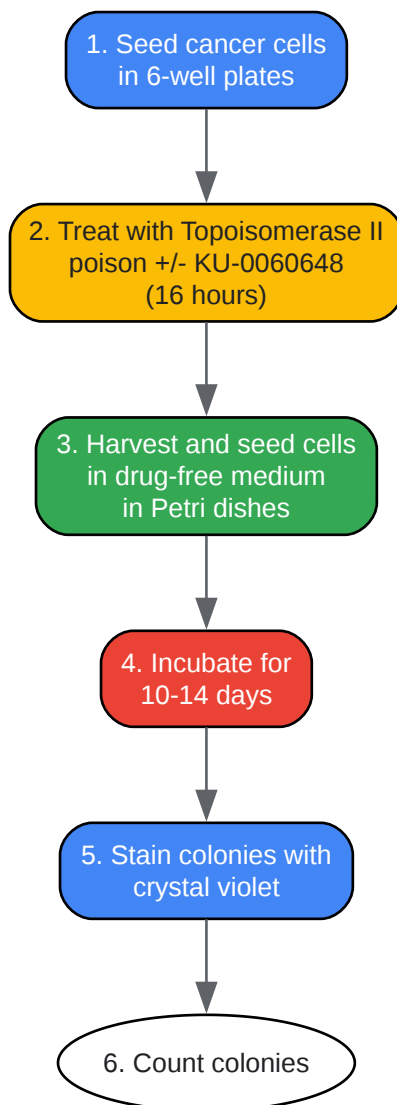 1. Seed cancer cells
in 6-well plates
2. Treat with Topoisomerase II
poison +/- KU-0060648
(16 hours)
3. Harvest and seed cells
in drug-free medium
in Petri dishes
4. Incubate for
10-14 days
5. Stain colonies with
crystal violet
6. Count colonies